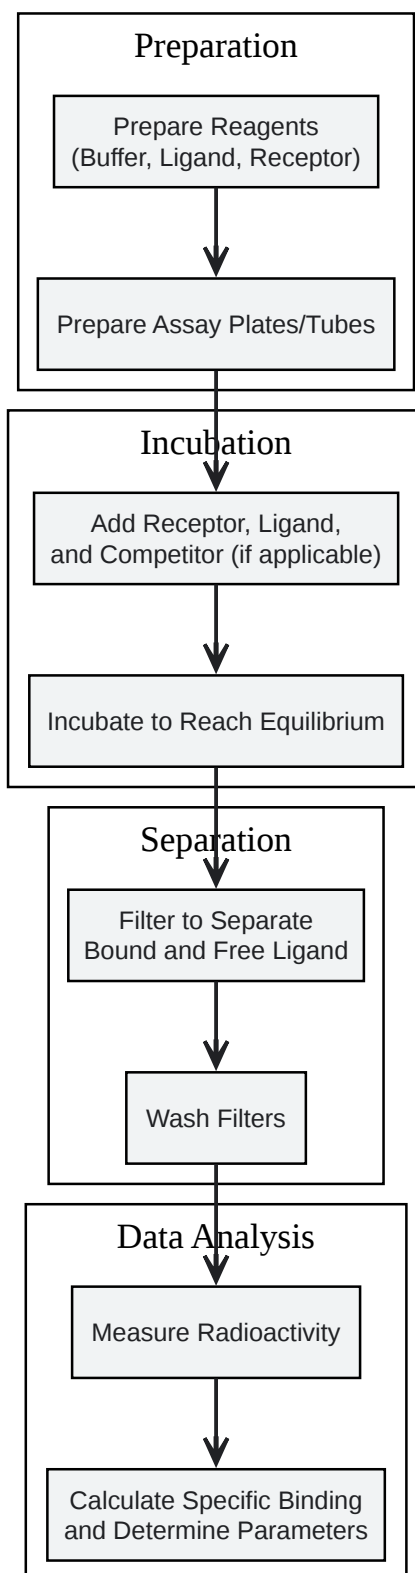 Preparation
Prepare Reagents
(Buffer, Ligand, Receptor)
Prepare Assay Plates/Tubes
Incubation
Add Receptor, Ligand,
and Competitor (if applicable)
Incubate to Reach Equilibrium
Separation
Filter to Separate
Bound and Free Ligand
Wash Filters
Data Analysis
Measure Radioactivity
Calculate Specific Binding
and Determine Parameters